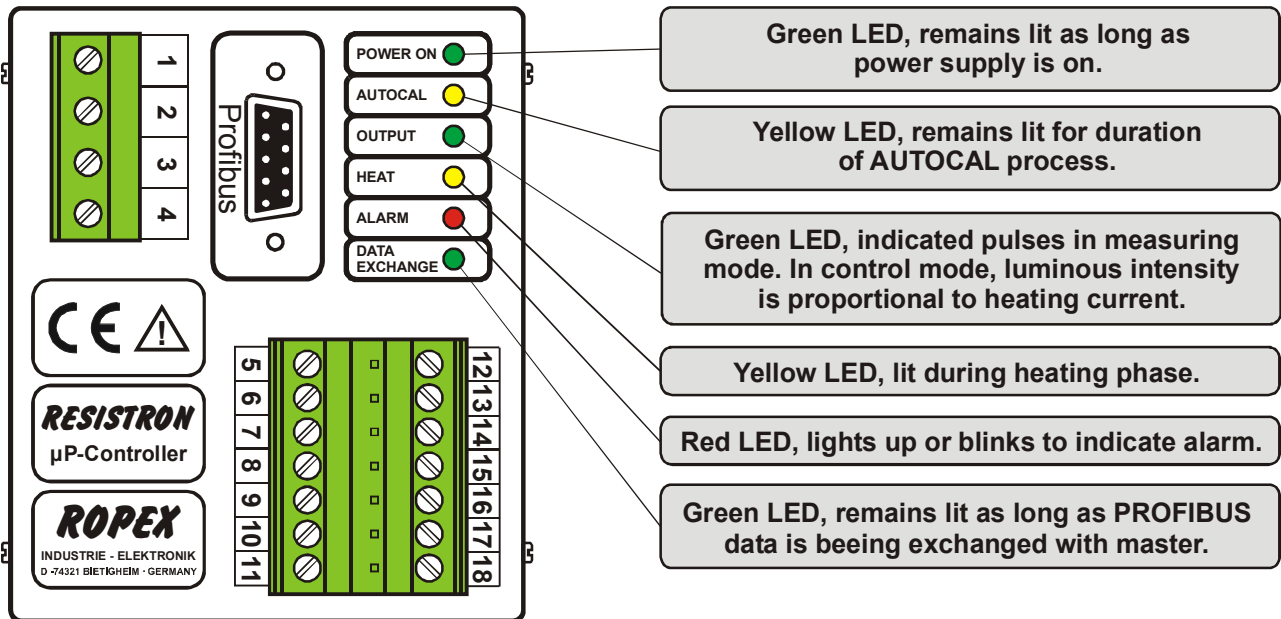 1
2
3
4
Profibus
POWER ON
AUTOCAL
OUTPUT
HEAT
ALARM
DATA
EXCHANGE
CE
!
RESISTRON
µP-Controller
ROPEX
INDUSTRIE - ELEKTRONIK
D -74321 BIETIGHEIM · GERMANY
5
6
7
8
9
10
11
12
13
14
15
16
17
18
Green LED, remains lit as long as
power supply is on.
Yellow LED, remains lit for duration
of AUTOCAL process.
Green LED, indicated pulses in measuring
mode. In control mode, luminous intensity
is proportional to heating current.
Yellow LED, lit during heating phase.
Red LED, lights up or blinks to indicate alarm.
Green LED, remains lit as long as PROFIBUS
data is beeing exchanged with master.